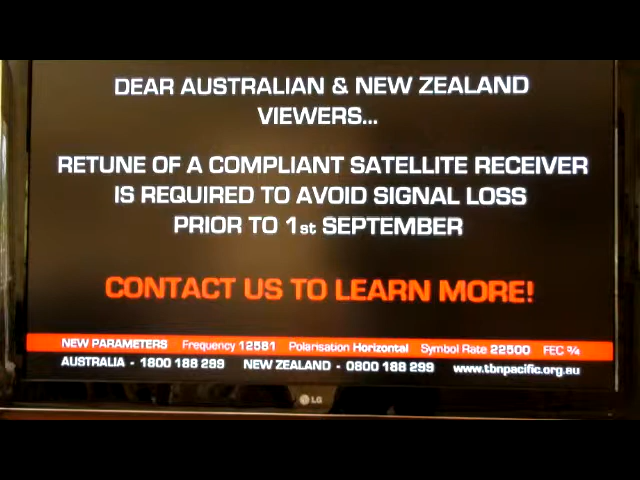 DEAR AUSTRALIAN & NEW ZEALAND
VIEWERS...
RETUNE OF A COMPLIANT SATELLITE RECEIVER
IS REQUIRED TO AVOID SIGNAL LOSS
PRIOR TO 1st SEPTEMBER
CONTACT US TO LEARN MORE!
NEW PARAMETERS Frequency 12581 Polarisation Horizontal Symbol Rate 22500 FEC ¾
AUSTRALIA - 1800 188 289 NEW ZEALAND - 0800 188 299 www.tbnpacific.org.au
LG